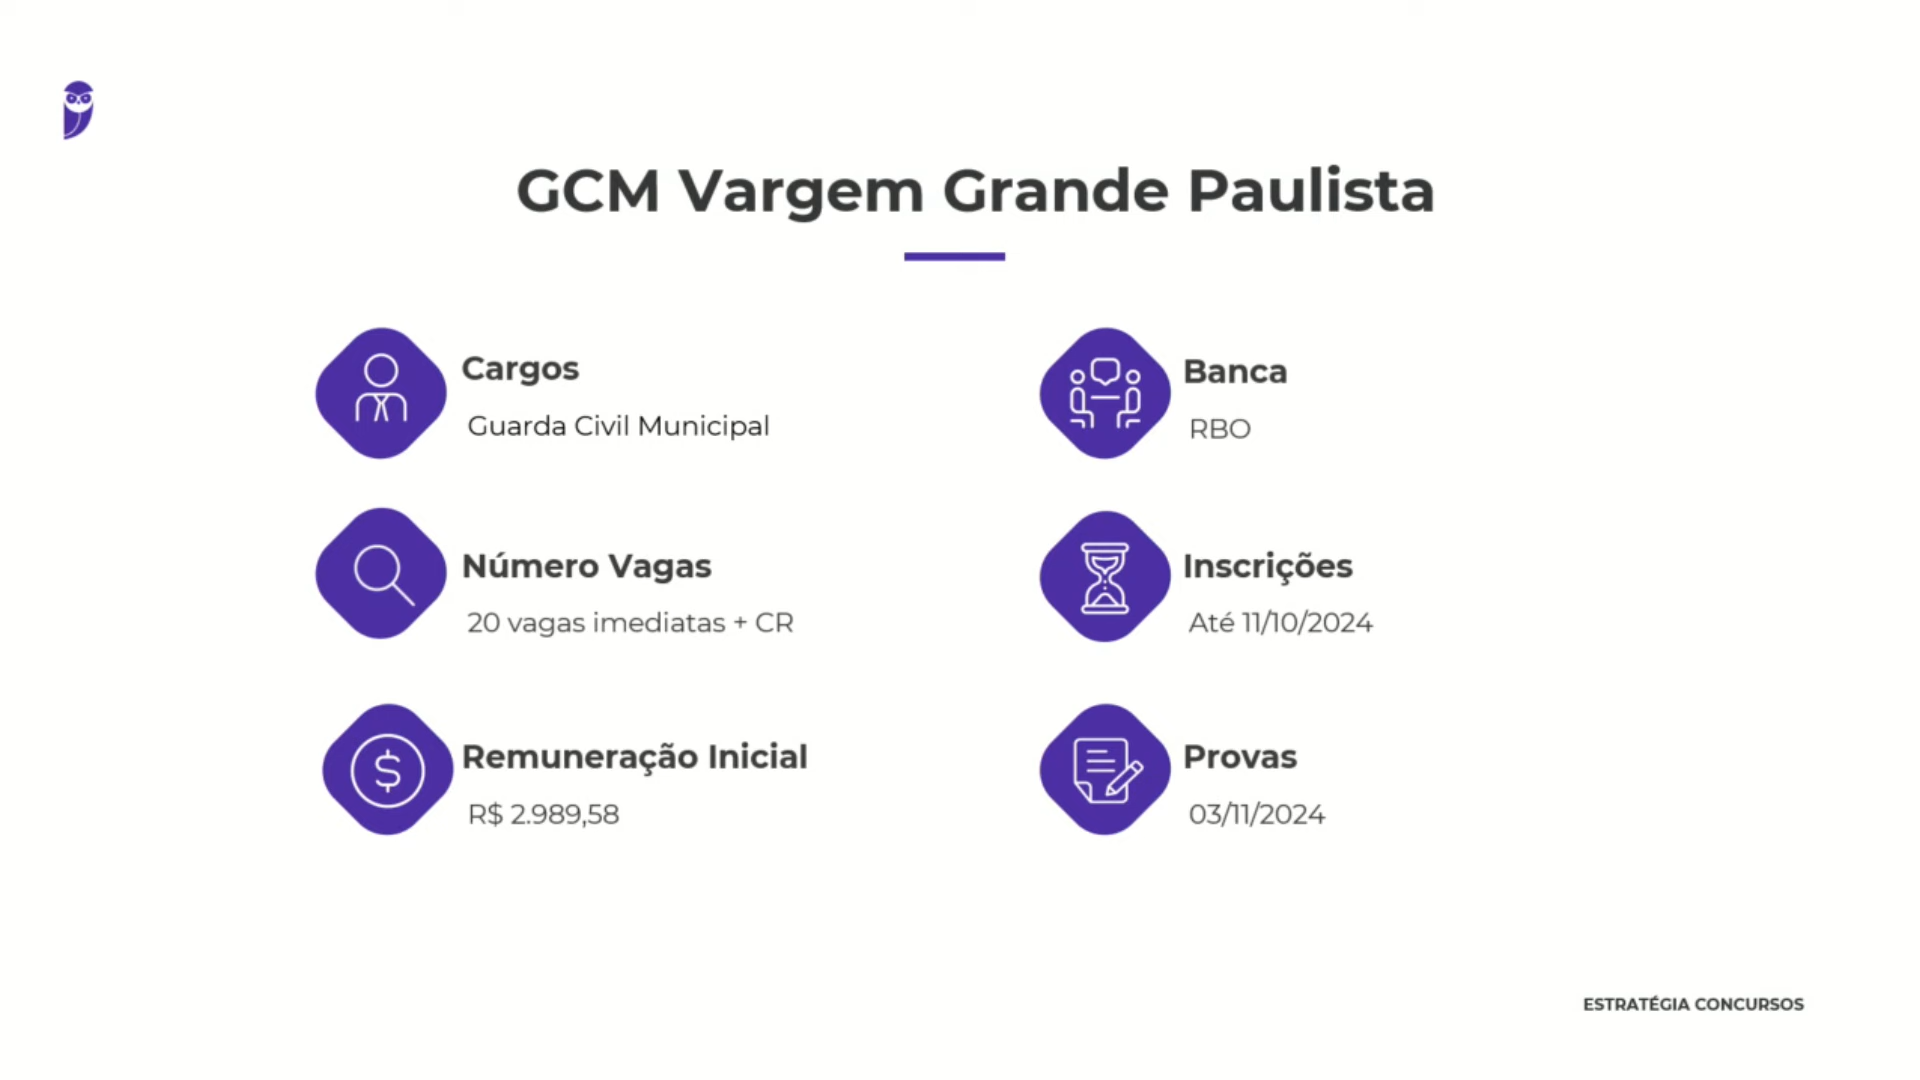 GCM Vargem Grande Paulista
Cargos
Guarda Civil Municipal
Banca
RBO
Número Vagas
20 vagas imediatas + CR
Inscrições
Até 11/10/2024
Remuneração Inicial
R$ 2.989,58
Provas
03/11/2024
ESTRATÉGIA CONCURSOS